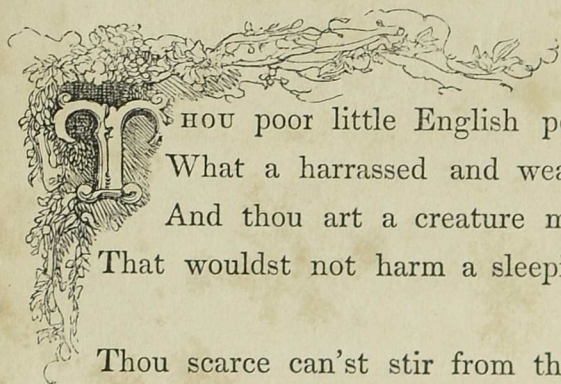 THOU poor little English
What a harrassed and
And thou art a creature
That wouldst not harm a
Thou scarce can'st stir from